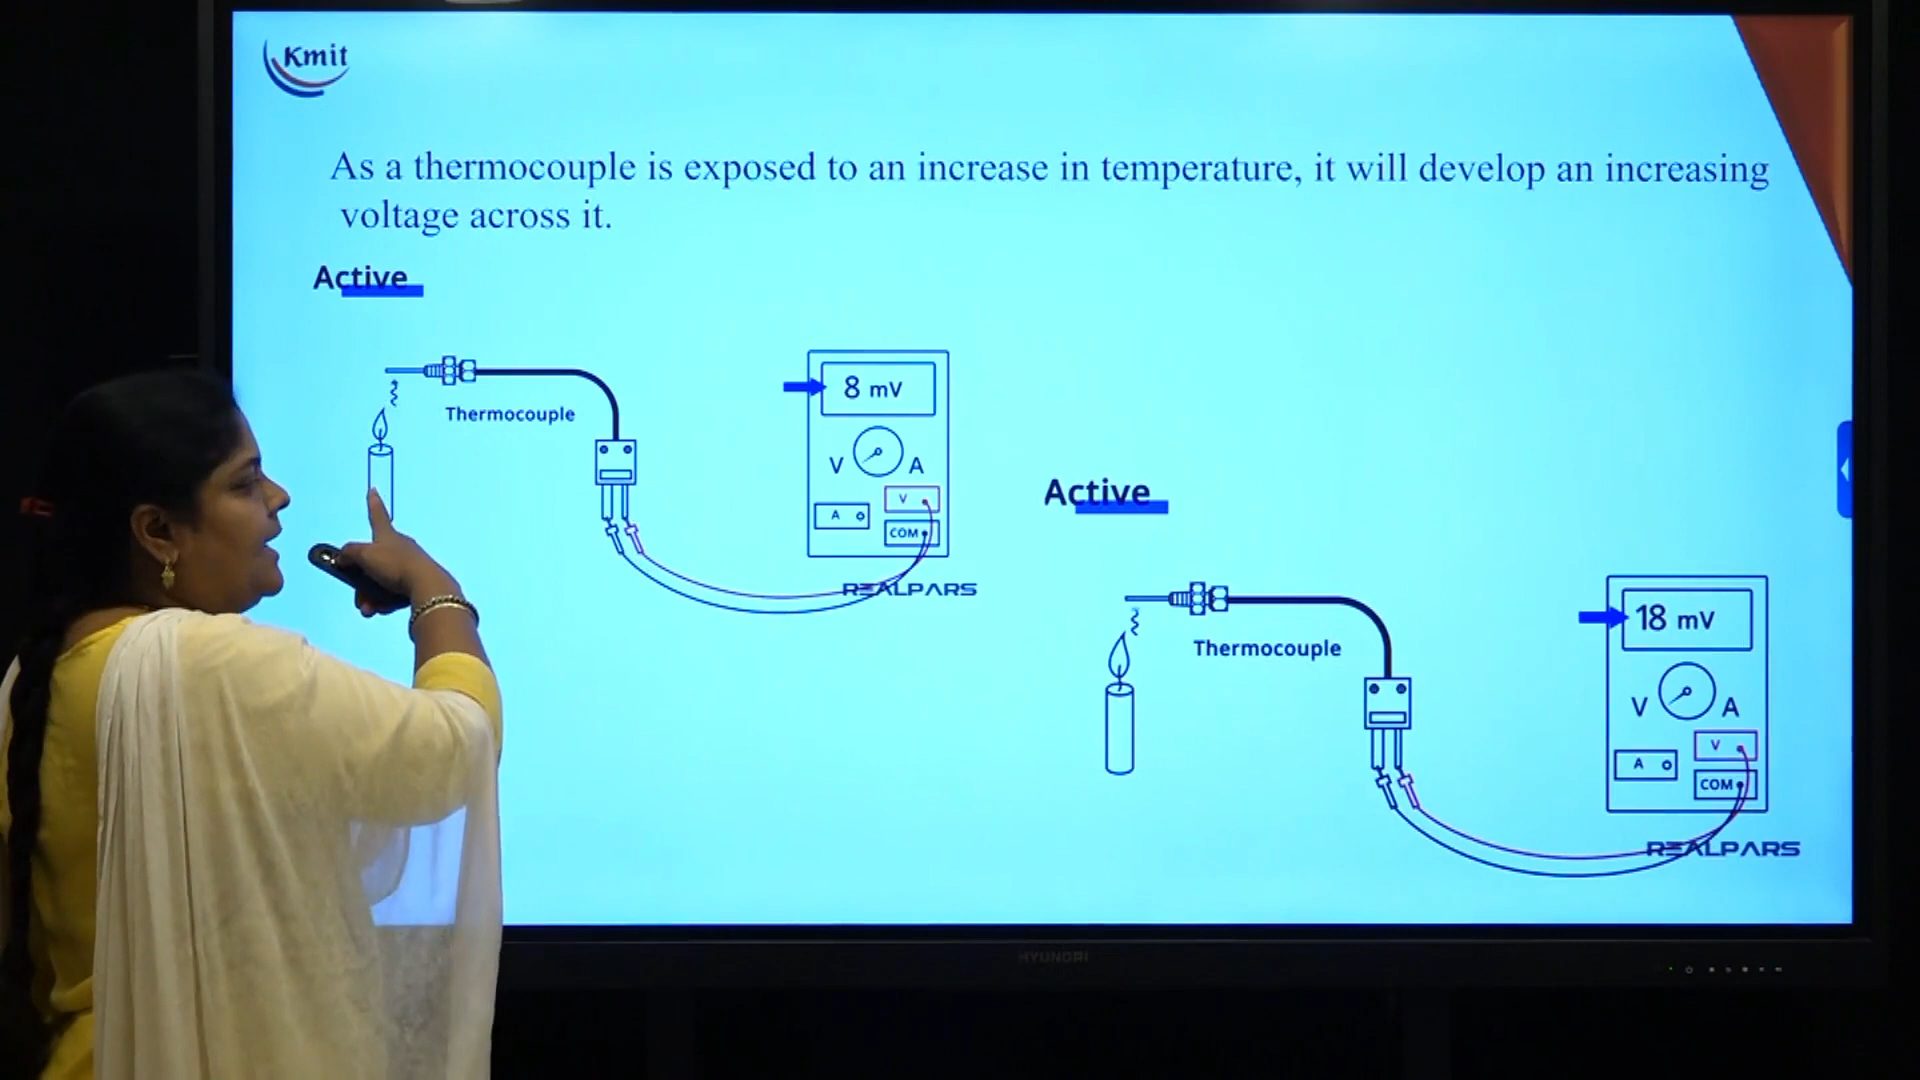 Kmit
As a thermocouple is exposed to an increase in temperature, it will develop an increasing
voltage across it.
Active
Thermocouple
8 mV
V A
V
A
COM
REALPARS
Active
Thermocouple
18 mV
V A
V
A
COM
REALPARS
HYUNDAI